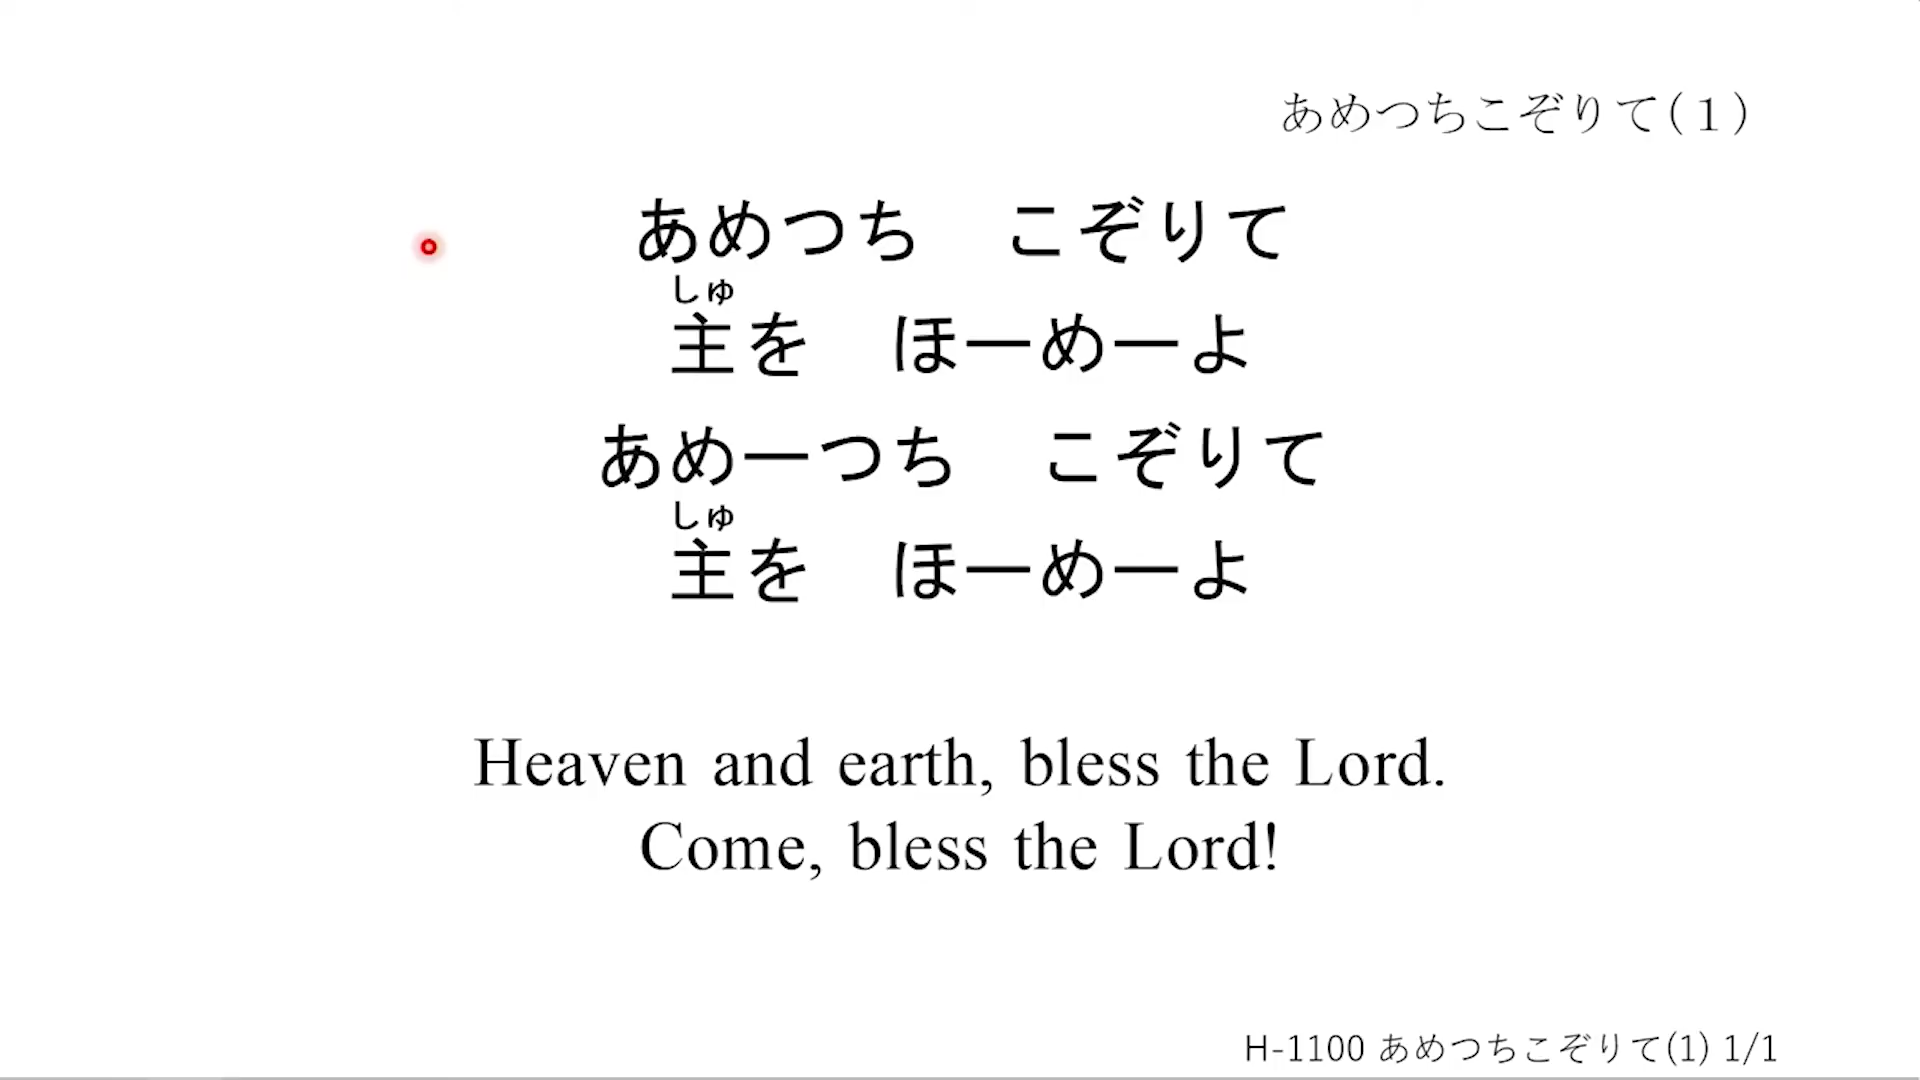 あめつちこぞりて(1)
あめつち　こぞりて
しゅ
主を　ほーめーよ
あめーつち　こぞりて
しゅ
主を　ほーめーよ
Heaven and earth, bless the Lord.
Come, bless the Lord!
H-1100 あめつちこぞりて(1) 1/1